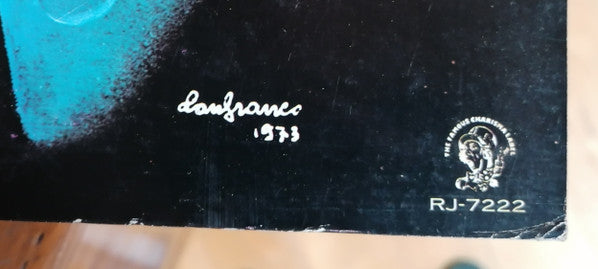 Lanfranco
1973
THE FAMOUS CHARISMA LABEL
RJ-7222